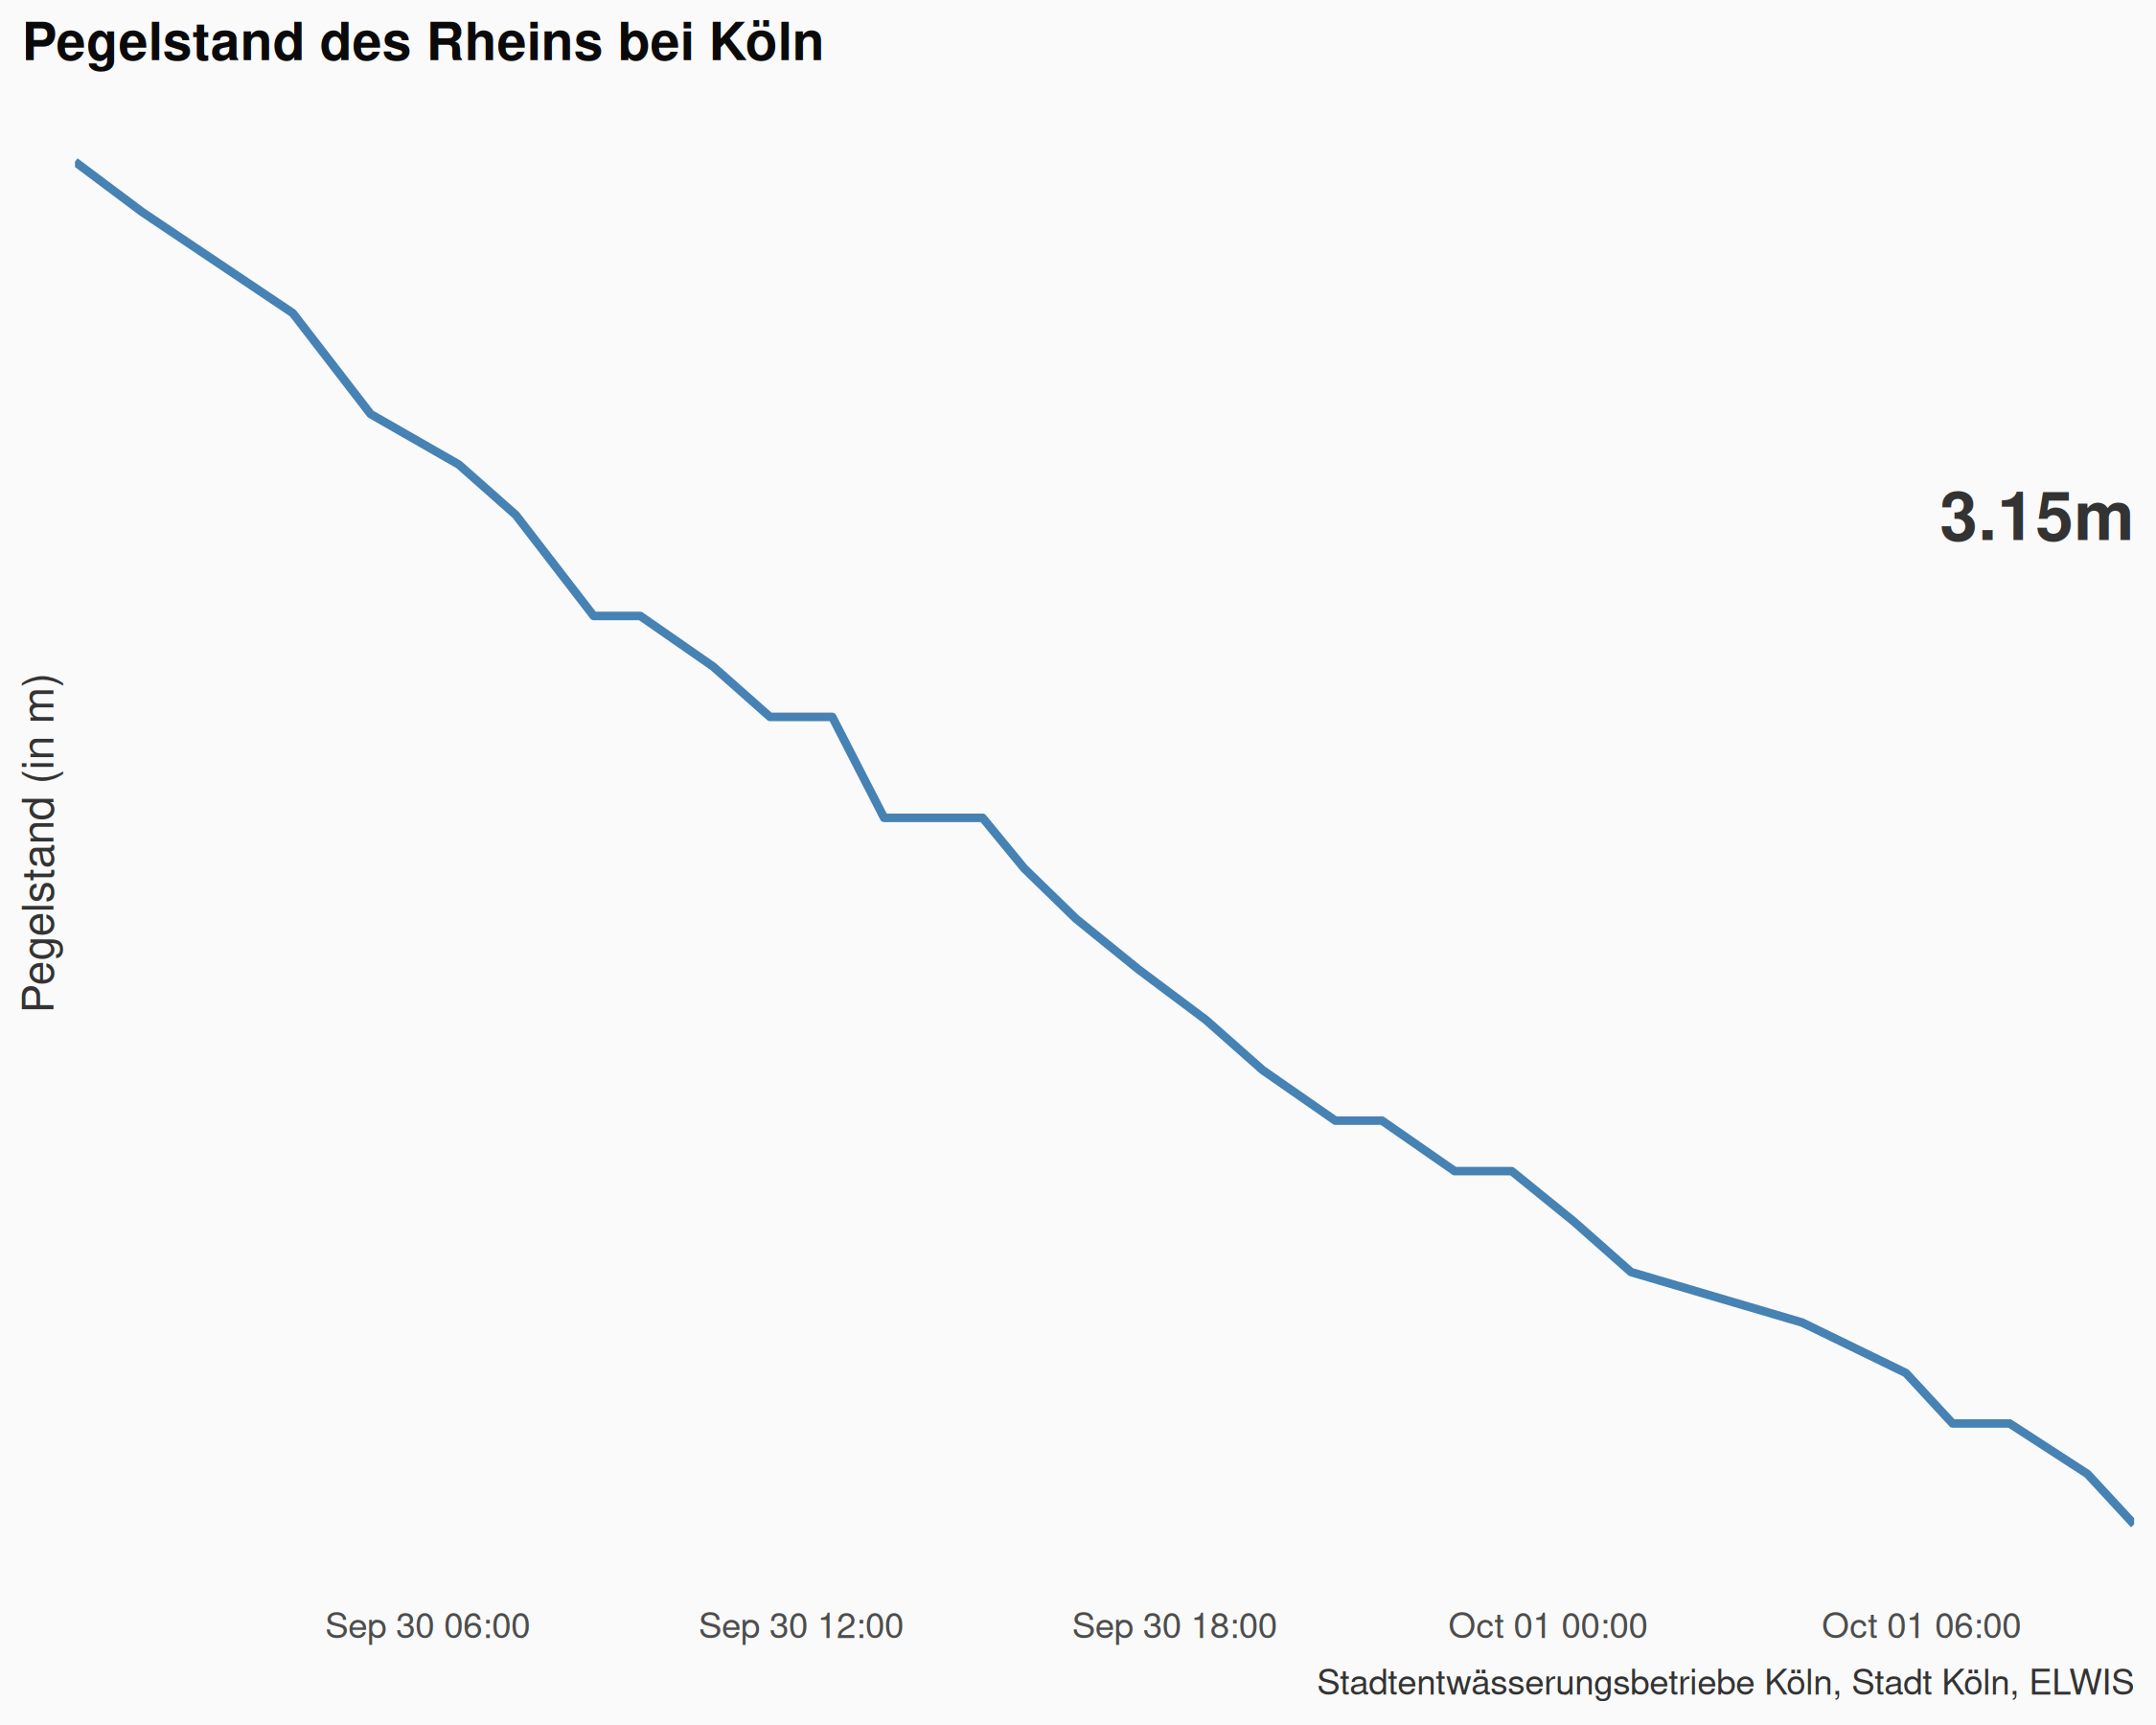 Pegelstand des Rheins bei Köln
3.15m
Pegelstand (in m)
Sep 30 06:00
Sep 30 12:00
Sep 30 18:00
Oct 01 00:00
Oct 01 06:00
Stadtentwässerungsbetriebe Köln, Stadt Köln, ELWIS